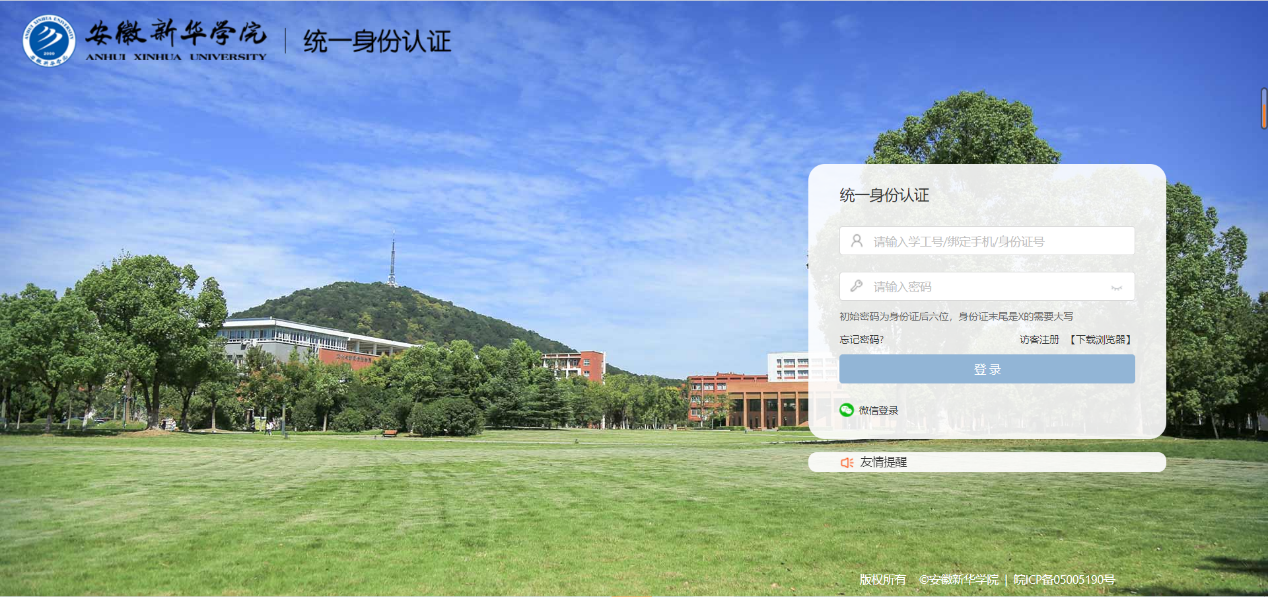 安徽新华学院
ANHUI XINHUA UNIVERSITY
统一身份认证
统一身份认证
请输入学工号/绑定手机/身份证号
请输入密码
初始密码为身份证后六位，身份证末尾是X的需要大写
忘记密码? 访客注册 【下载浏览器】
登 录
微信登录
友情提醒
版权所有 ©安徽新华学院 | 皖ICP备05005190号